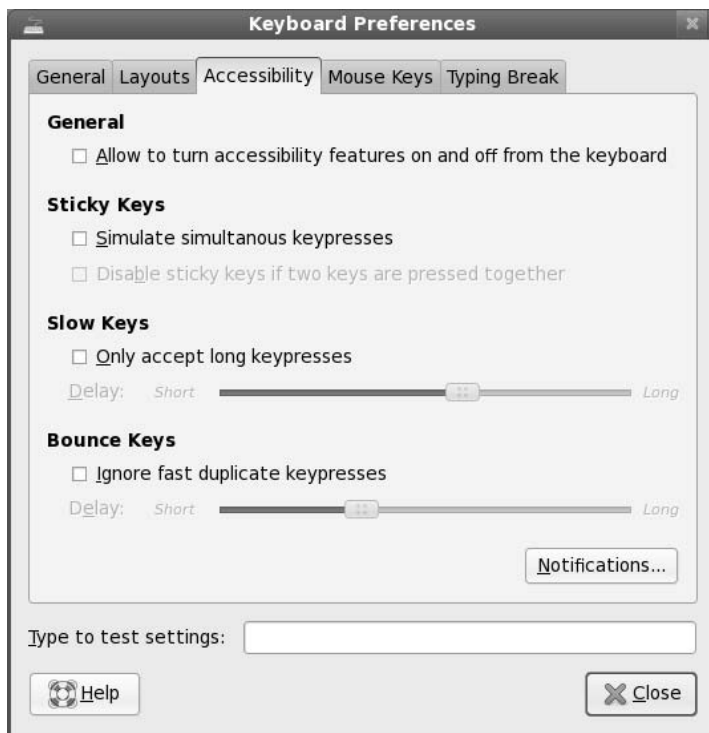 Keyboard Preferences
General Layouts Accessibility Mouse Keys Typing Break
General
Allow to turn accessibility features on and off from the keyboard
Sticky Keys
Simulate simultanous keypresses
Disable sticky keys if two keys are pressed together
Slow Keys
Only accept long keypresses
Delay: Short Long
Bounce Keys
Ignore fast duplicate keypresses
Delay: Short Long
Notifications...
Type to test settings:
Help Close